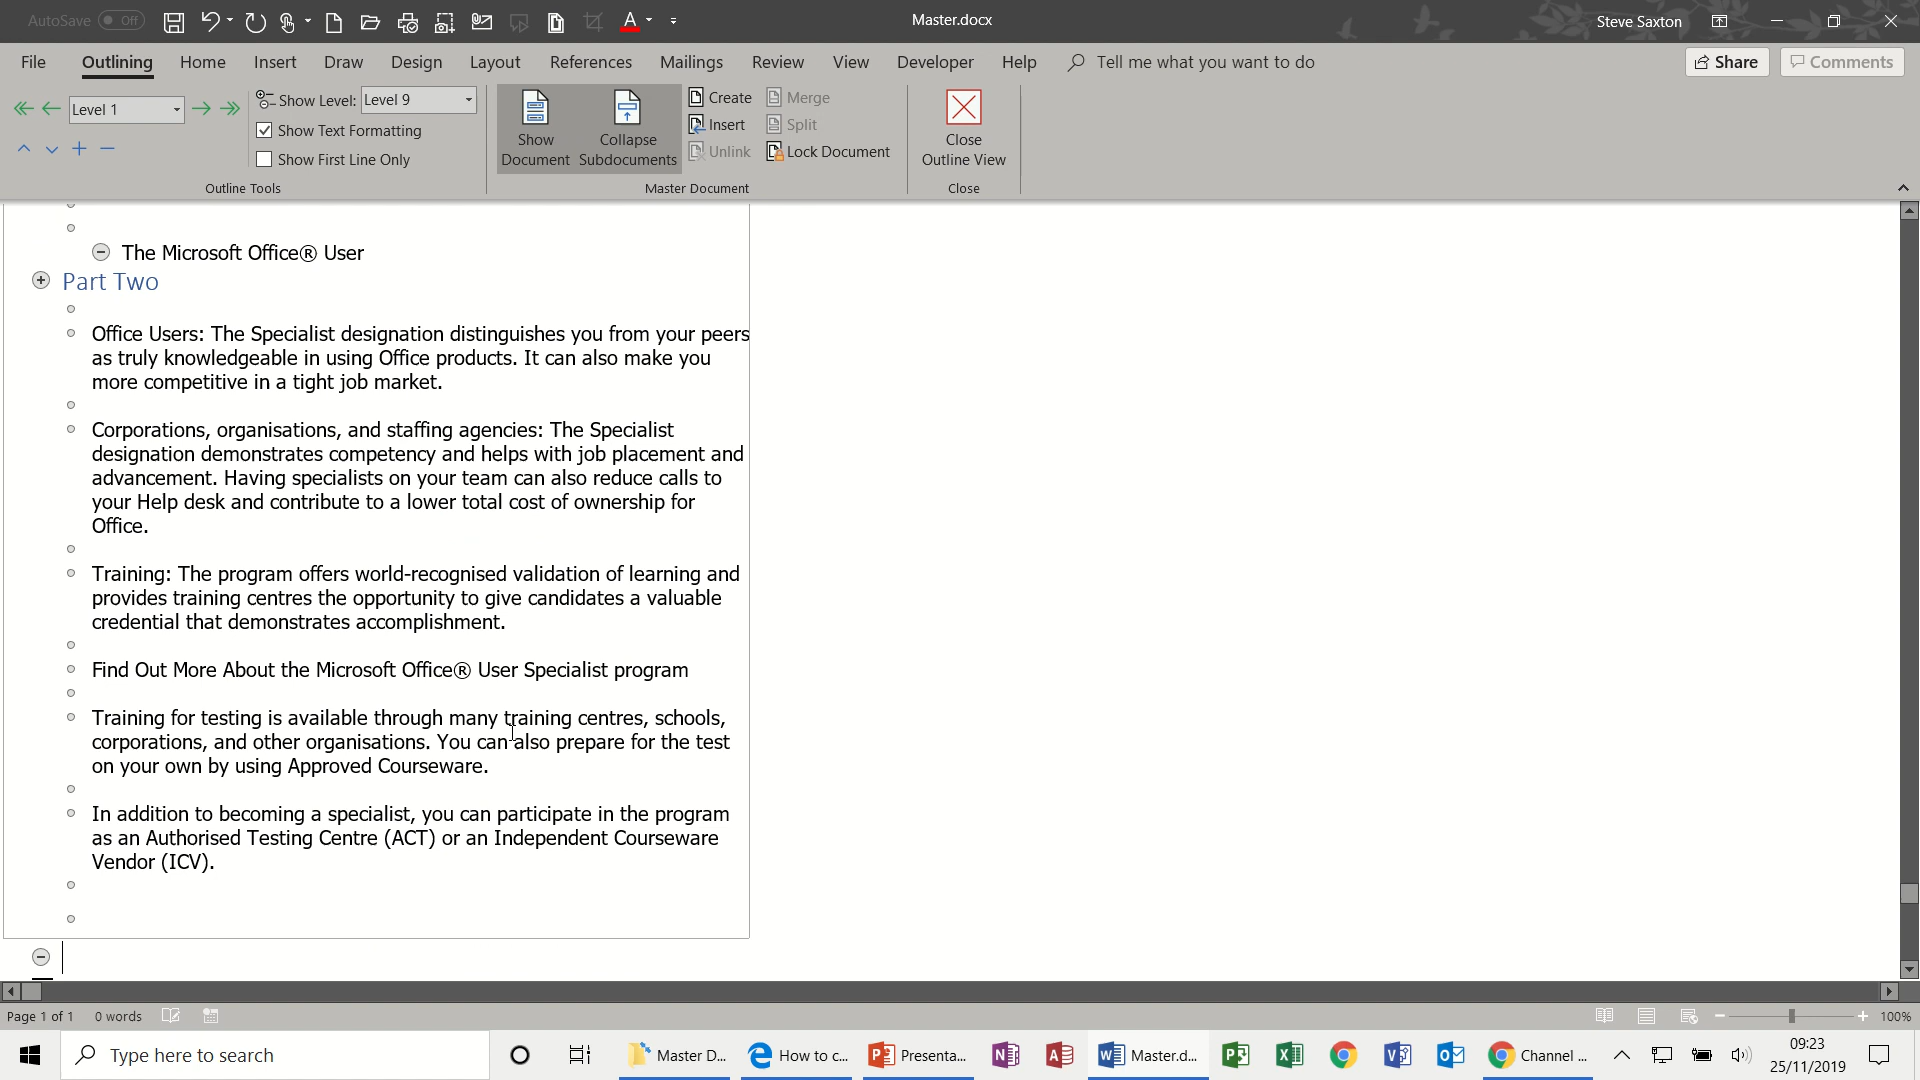 AutoSave Off
Master.docx
Steve Saxton
File Outlining Home Insert Draw Design Layout References Mailings Review View Developer Help Tell me what you want to do Share Comments
Level 1
Show Level: Level 9
Show Text Formatting
Show First Line Only
Outline Tools
Show Document
Collapse Subdocuments
Create
Insert
Unlink
Merge
Split
Lock Document
Master Document
Close Outline View
Close
The Microsoft Office® User
Part Two
Office Users: The Specialist designation distinguishes you from your peers
as truly knowledgeable in using Office products. It can also make you
more competitive in a tight job market.
Corporations, organisations, and staffing agencies: The Specialist
designation demonstrates competency and helps with job placement and
advancement. Having specialists on your team can also reduce calls to
your Help desk and contribute to a lower total cost of ownership for
Office.
Training: The program offers world-recognised validation of learning and
provides training centres the opportunity to give candidates a valuable
credential that demonstrates accomplishment.
Find Out More About the Microsoft Office® User Specialist program
Training for testing is available through many training centres, schools,
corporations, and other organisations. You can also prepare for the test
on your own by using Approved Courseware.
In addition to becoming a specialist, you can participate in the program
as an Authorised Testing Centre (ACT) or an Independent Courseware
Vendor (ICV).
Page 1 of 1 0 words
100%
Type here to search
Master D...
How to c...
Presenta...
Master.d...
Channel ...
09:23
25/11/2019